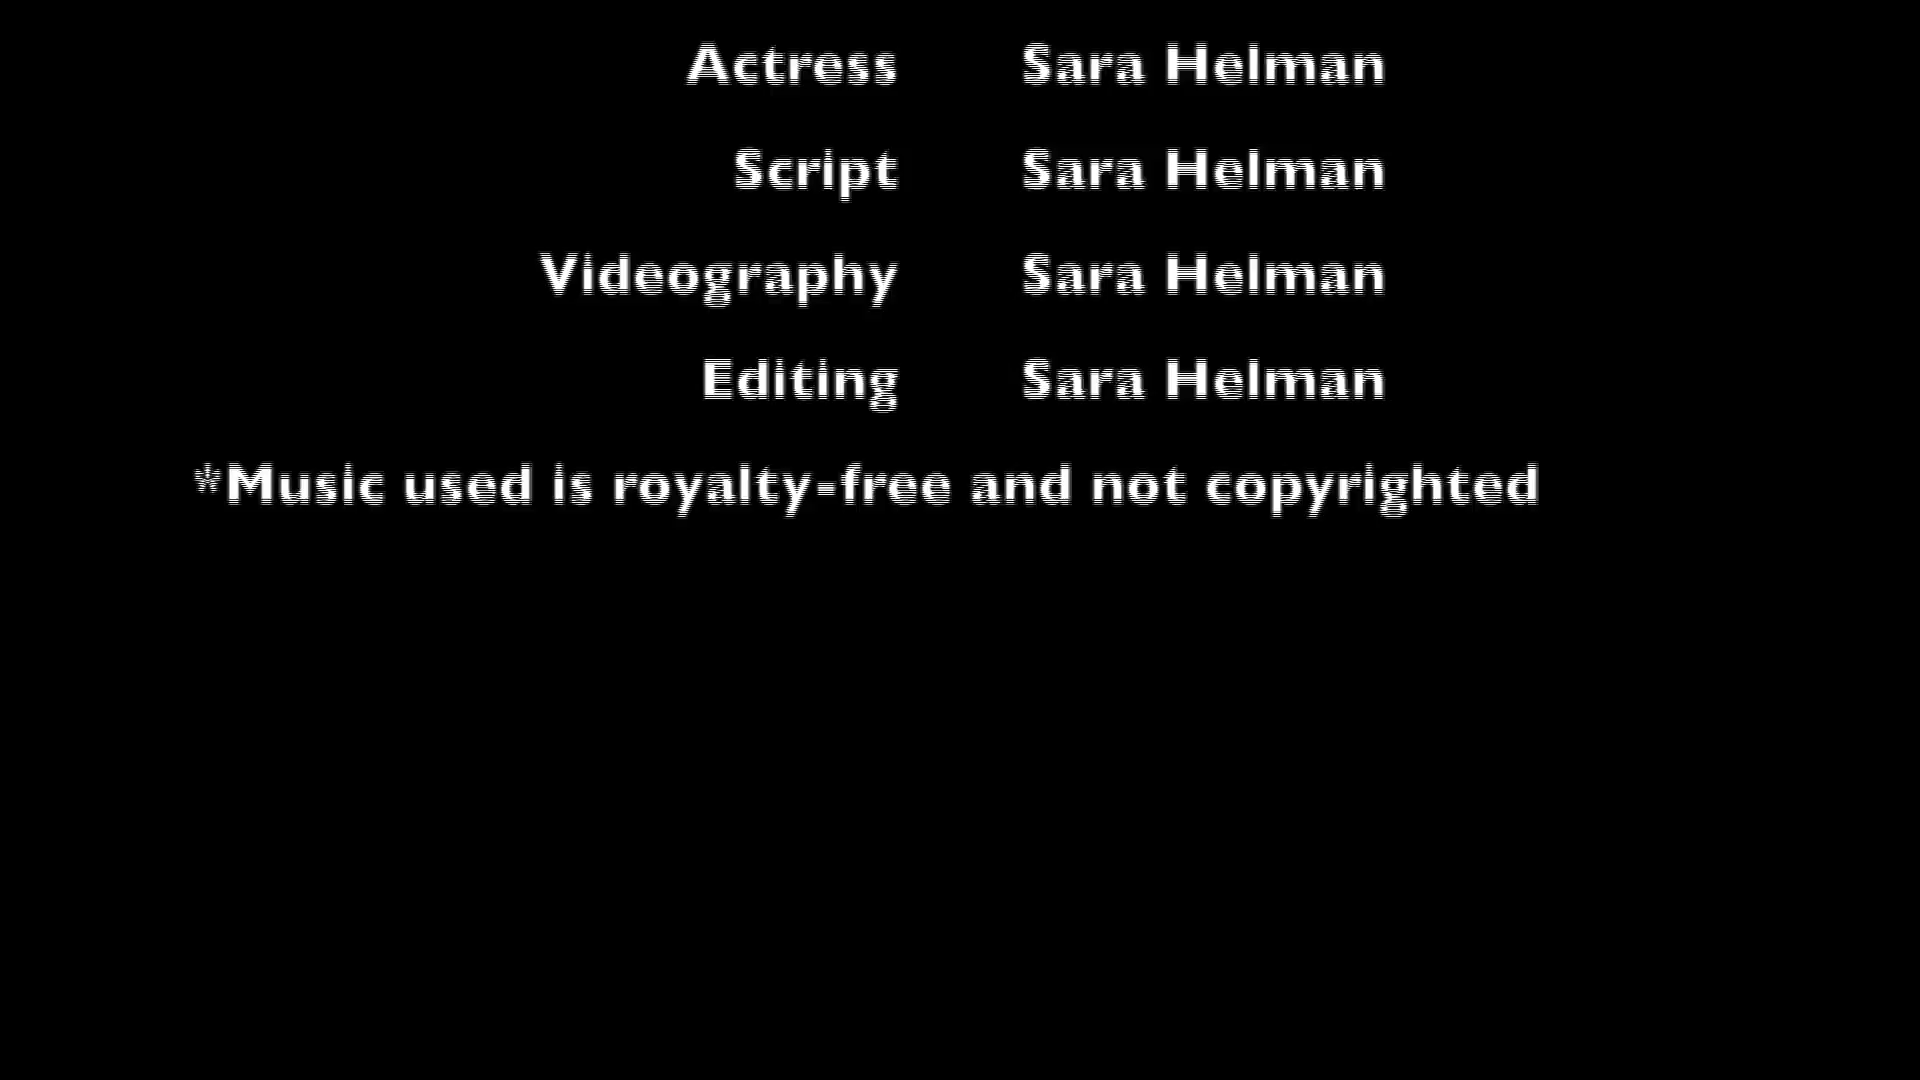 Actress Sara Helman
Script Sara Helman
Videography Sara Helman
Editing Sara Helman
*Music used is royalty-free and not copyrighted